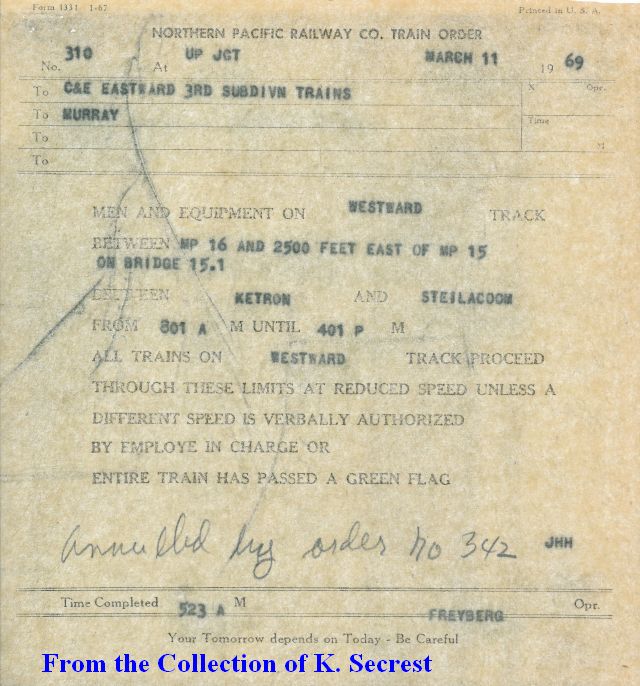 Form 1331 1-67 Printed in U. S. A.
NORTHERN PACIFIC RAILWAY CO. TRAIN ORDER
No. 310 At UP JCT MARCH 11 1969
To C&E EASTWARD 3RD SUBDIVN TRAINS X Opr.
To MURRAY Time M
To
To
MEN AND EQUIPMENT ON WESTWARD TRACK
BETWEEN MP 16 AND 2500 FEET EAST OF MP 15
ON BRIDGE 15.1
BETWEEN KETRON AND STEILACOOM
FROM 801 A M UNTIL 401 P M
ALL TRAINS ON WESTWARD TRACK PROCEED
THROUGH THESE LIMITS AT REDUCED SPEED UNLESS A
DIFFERENT SPEED IS VERBALLY AUTHORIZED
BY EMPLOYE IN CHARGE OR
ENTIRE TRAIN HAS PASSED A GREEN FLAG
annulled by order no 342 JHH
Time Completed 523 A M FREYBERG Opr.
Your Tomorrow depends on Today - Be Careful
From the Collection of K. Secrest